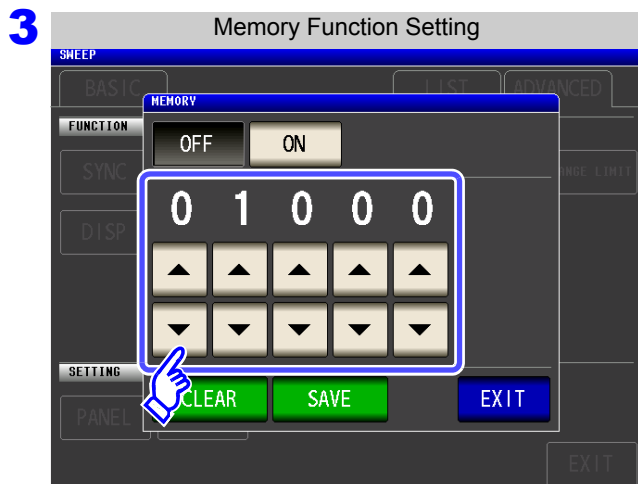 3
Memory Function Setting
SWEEP
BASIC LIST ADVANCED
MEMORY
FUNCTION
OFF ON
SYNC ANGE LIMIT
0 1 0 0 0
DISP
SETTING
CLEAR SAVE EXIT
PANEL
EXIT